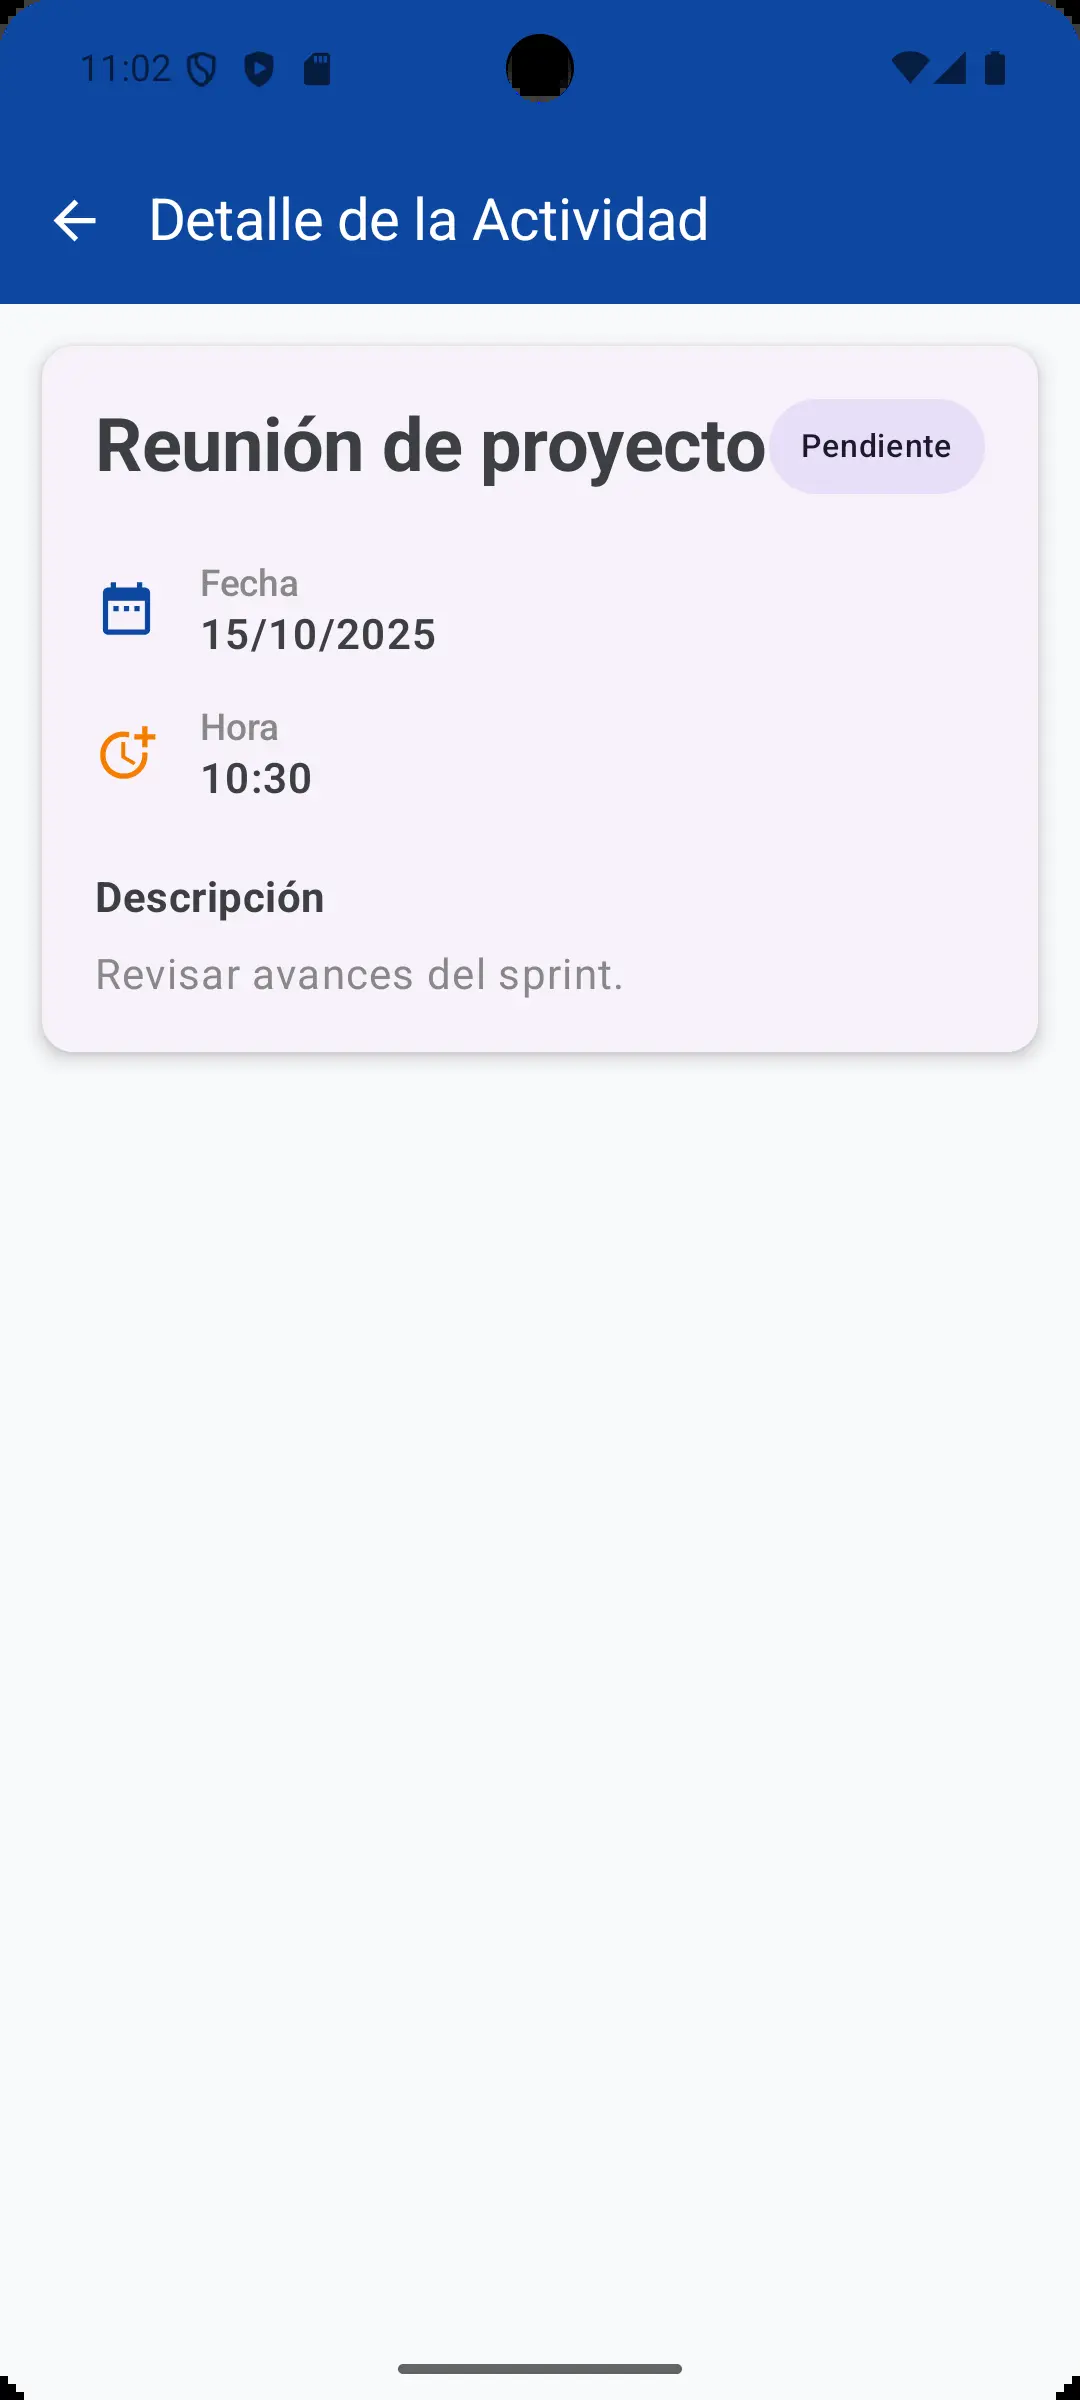 11:02
Detalle de la Actividad
Reunión de proyecto Pendiente
Fecha
15/10/2025
Hora
10:30
Descripción
Revisar avances del sprint.